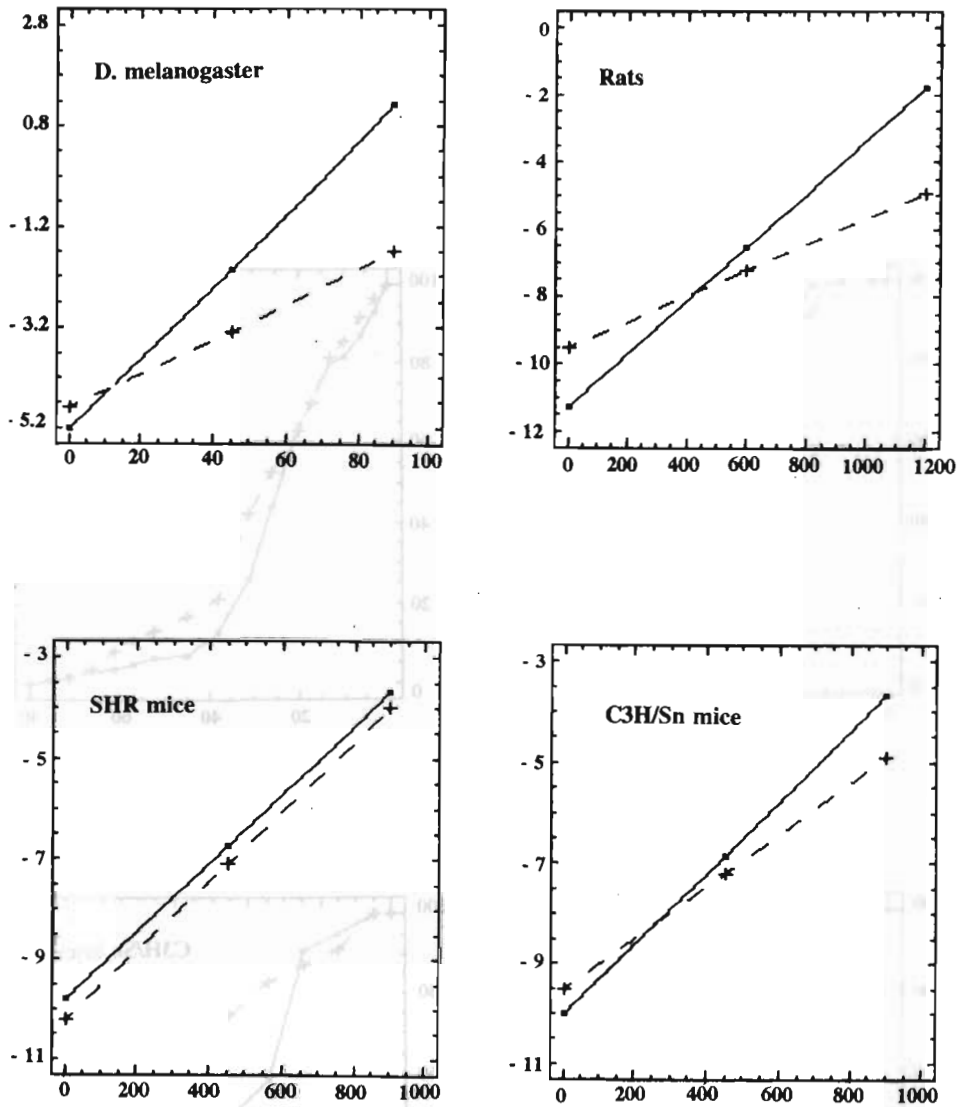 D. melanogaster
2.8
0.8
- 1.2
- 3.2
- 5.2
0 20 40 60 80 100
Rats
0
- 2
- 4
- 6
- 8
- 10
- 12
0 200 400 600 800 1000 1200
SHR mice
- 3
- 5
- 7
- 9
- 11
0 200 400 600 800 1000
C3H/Sn mice
- 3
- 5
- 7
- 9
- 11
0 200 400 600 800 1000